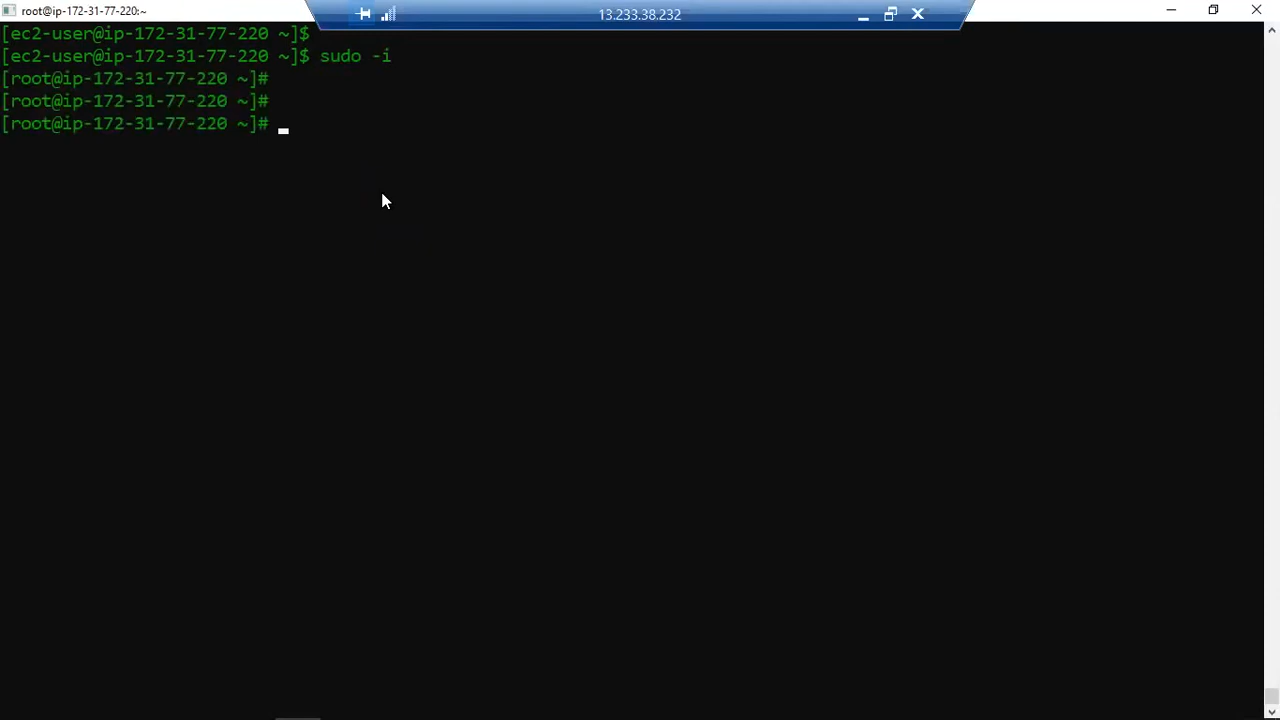 root@ip-172-31-77-220:~
13.233.38.232
[ec2-user@ip-172-31-77-220 ~]$
[ec2-user@ip-172-31-77-220 ~]$ sudo -i
[root@ip-172-31-77-220 ~]#
[root@ip-172-31-77-220 ~]#
[root@ip-172-31-77-220 ~]#